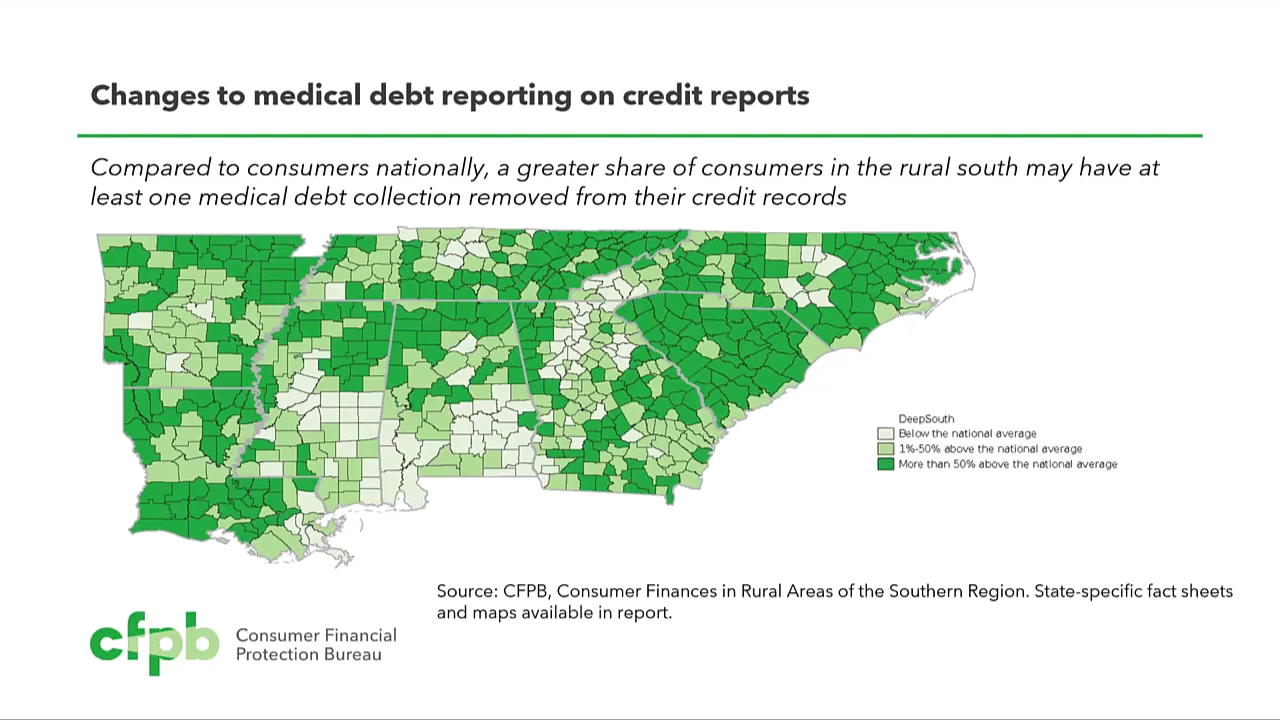 Changes to medical debt reporting on credit reports
Compared to consumers nationally, a greater share of consumers in the rural south may have at
least one medical debt collection removed from their credit records
DeepSouth
Below the national average
1%-50% above the national average
More than 50% above the national average
Source: CFPB, Consumer Finances in Rural Areas of the Southern Region. State-specific fact sheets
and maps available in report.
cfpb
Consumer Financial
Protection Bureau